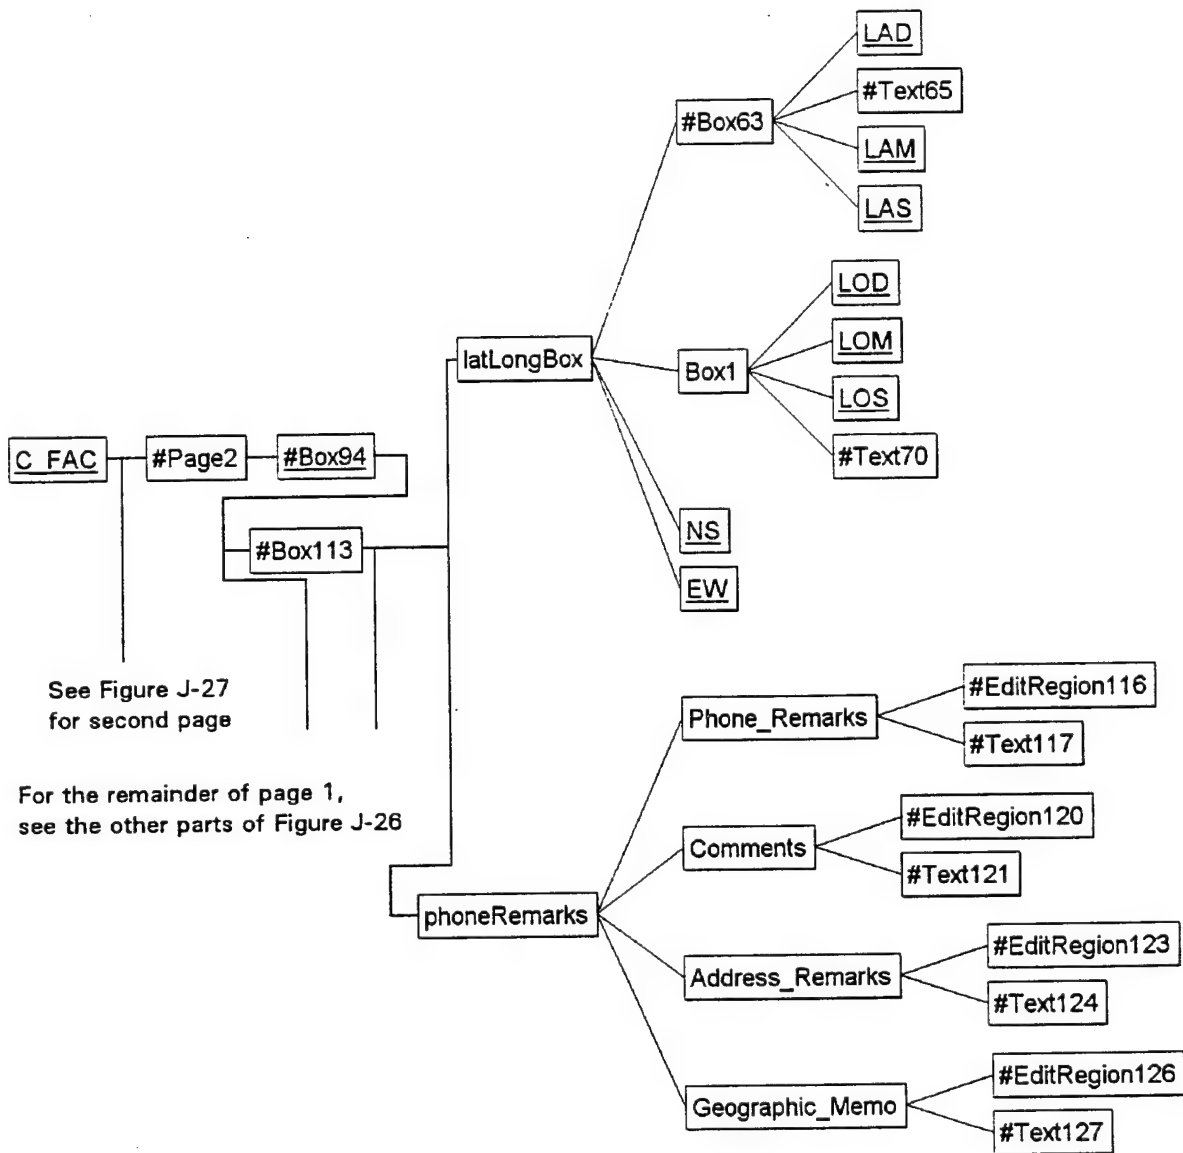 LAD
#Text65
#Box63
LAM
LAS
LOD
latLongBox
LOM
Box1
LOS
C_FAC
#Page2
#Box94
#Text70
NS
#Box113
EW
See Figure J-27
for second page
#EditRegion116
Phone_Remarks
#Text117
For the remainder of page 1,
see the other parts of Figure J-26
#EditRegion120
Comments
#Text121
phoneRemarks
#EditRegion123
Address_Remarks
#Text124
#EditRegion126
Geographic_Memo
#Text127